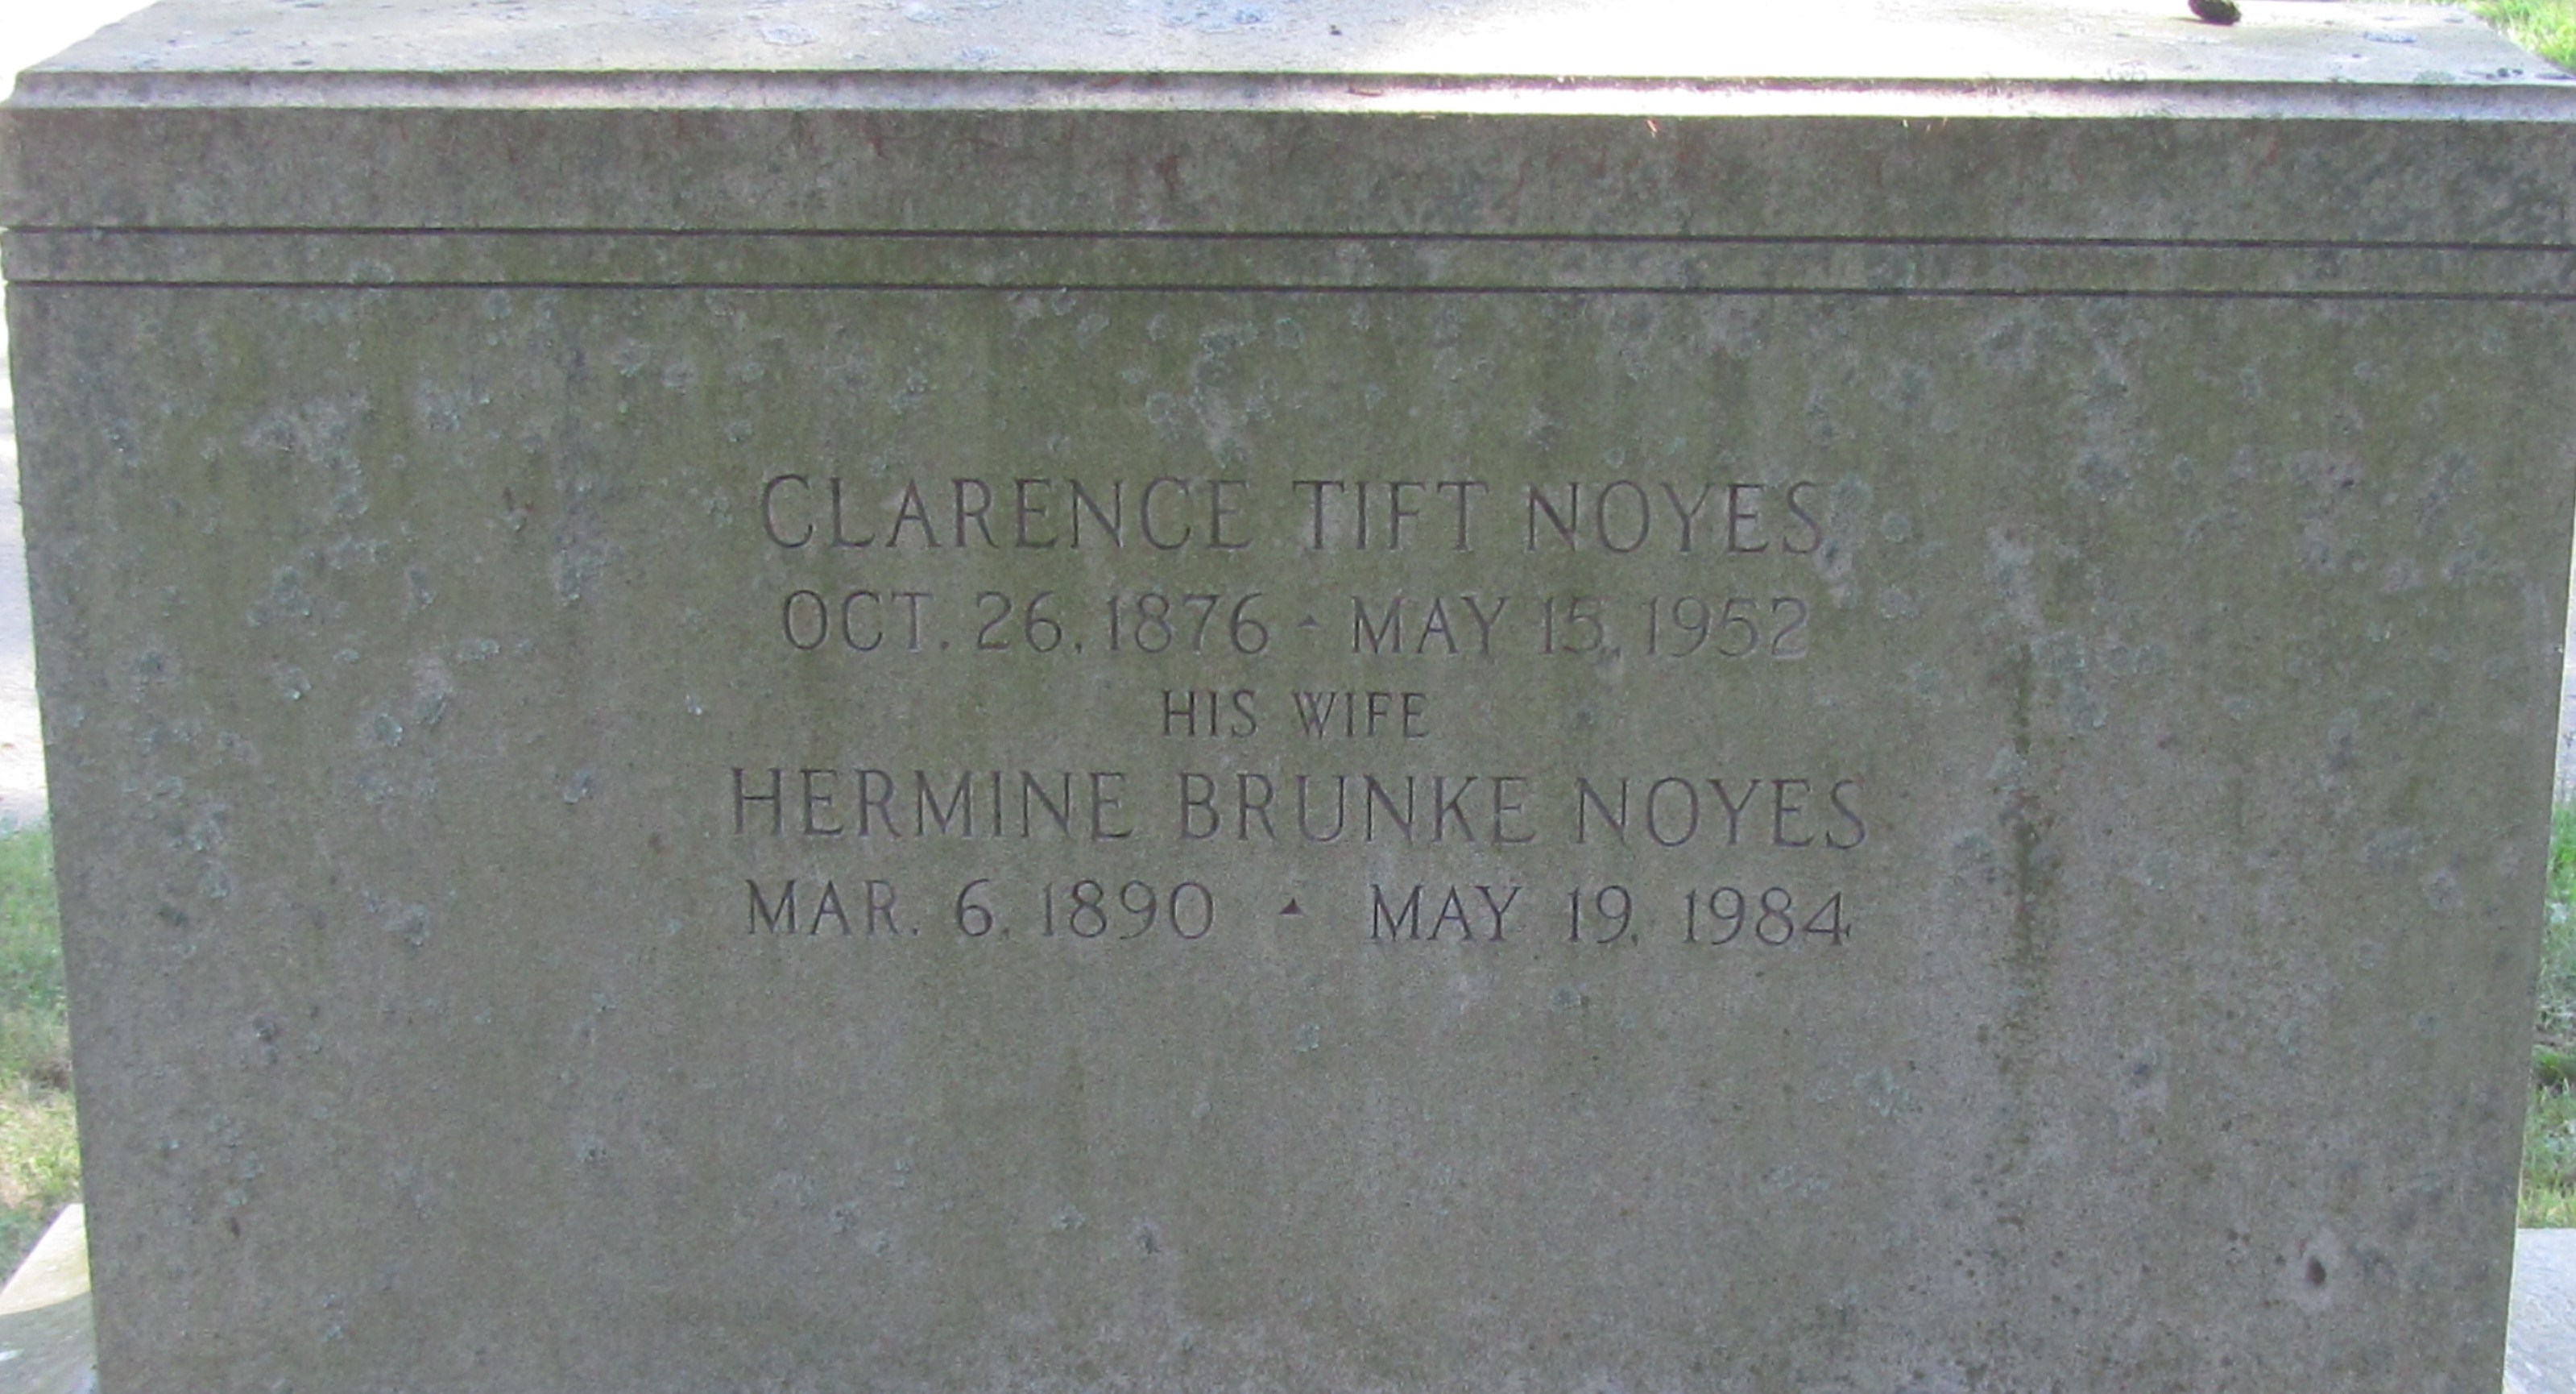 CLARENCE TIFT NOYES
OCT. 26, 1876 ▴ MAY 15, 1952
HIS WIFE
HERMINE BRUNKE NOYES
MAR. 6, 1890 ▴ MAY 19, 1984